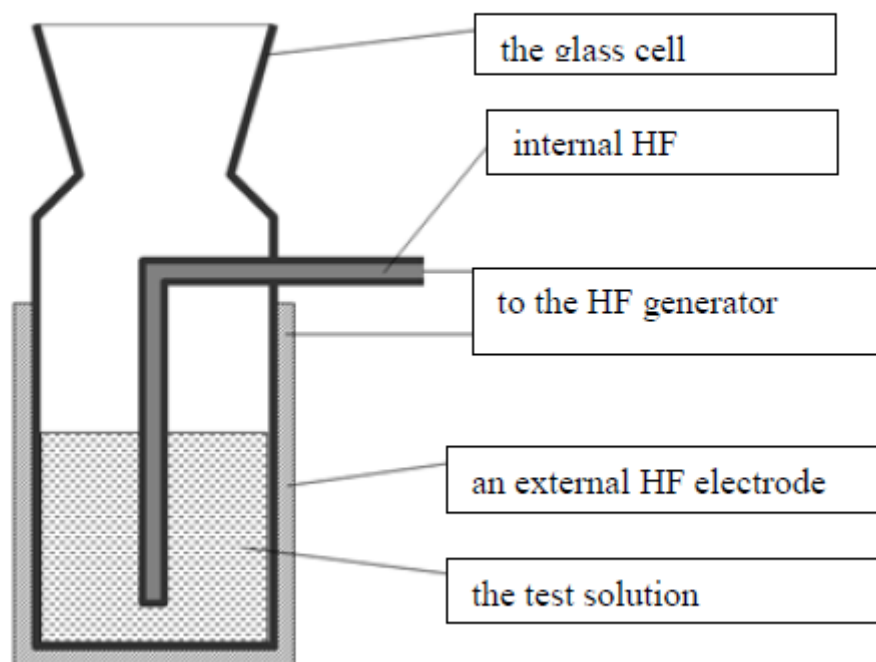 the glass cell
internal HF
to the HF generator
an external HF electrode
the test solution